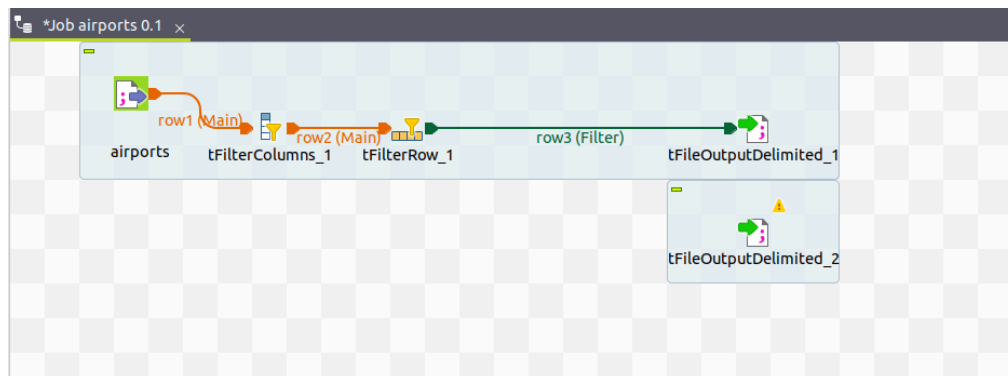 *Job airports 0.1
row1 (Main)
row2 (Main)
row3 (Filter)
airports
tFilterColumns_1
tFilterRow_1
tFileOutputDelimited_1
tFileOutputDelimited_2